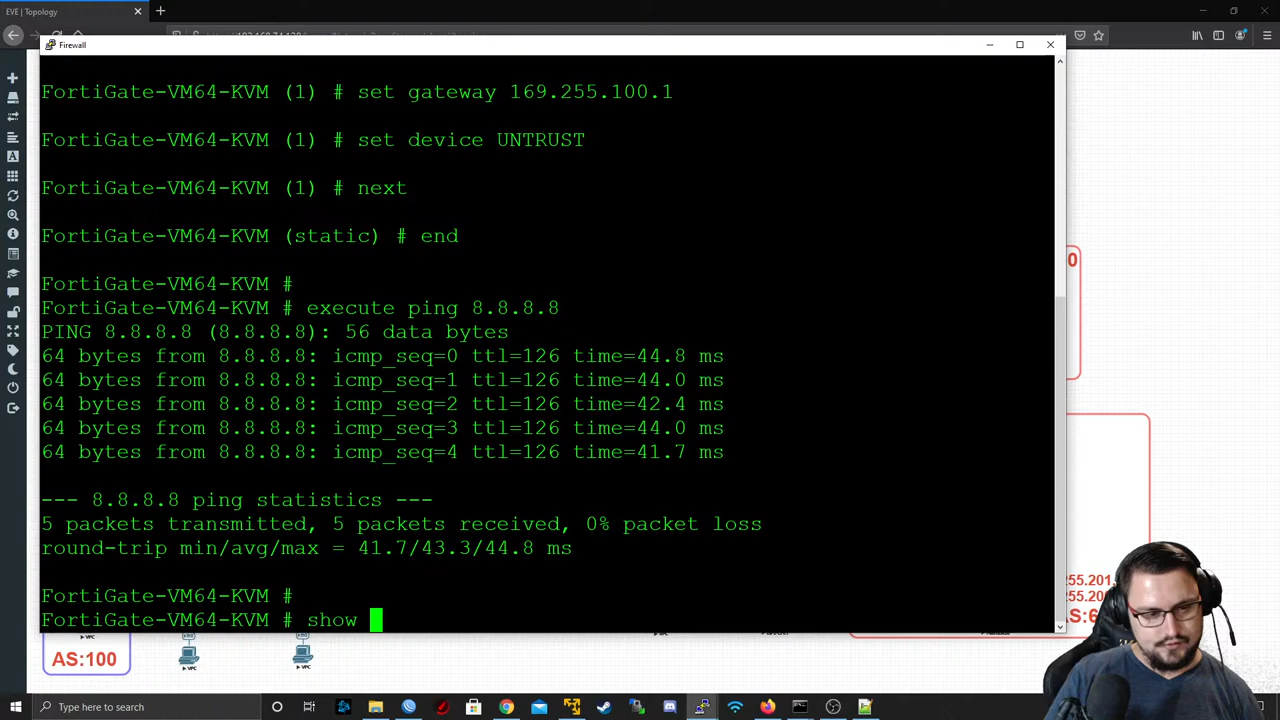 EVE | Topology
Firewall
FortiGate-VM64-KVM (1) # set gateway 169.255.100.1
FortiGate-VM64-KVM (1) # set device UNTRUST
FortiGate-VM64-KVM (1) # next
FortiGate-VM64-KVM (static) # end
FortiGate-VM64-KVM #
FortiGate-VM64-KVM # execute ping 8.8.8.8
PING 8.8.8.8 (8.8.8.8): 56 data bytes
64 bytes from 8.8.8.8: icmp_seq=0 ttl=126 time=44.8 ms
64 bytes from 8.8.8.8: icmp_seq=1 ttl=126 time=44.0 ms
64 bytes from 8.8.8.8: icmp_seq=2 ttl=126 time=42.4 ms
64 bytes from 8.8.8.8: icmp_seq=3 ttl=126 time=44.0 ms
64 bytes from 8.8.8.8: icmp_seq=4 ttl=126 time=41.7 ms
--- 8.8.8.8 ping statistics ---
5 packets transmitted, 5 packets received, 0% packet loss
round-trip min/avg/max = 41.7/43.3/44.8 ms
FortiGate-VM64-KVM #
FortiGate-VM64-KVM # show
0
255.201.
255.20
AS:6
VPC
AS:100
VPC
VPC
Type here to search